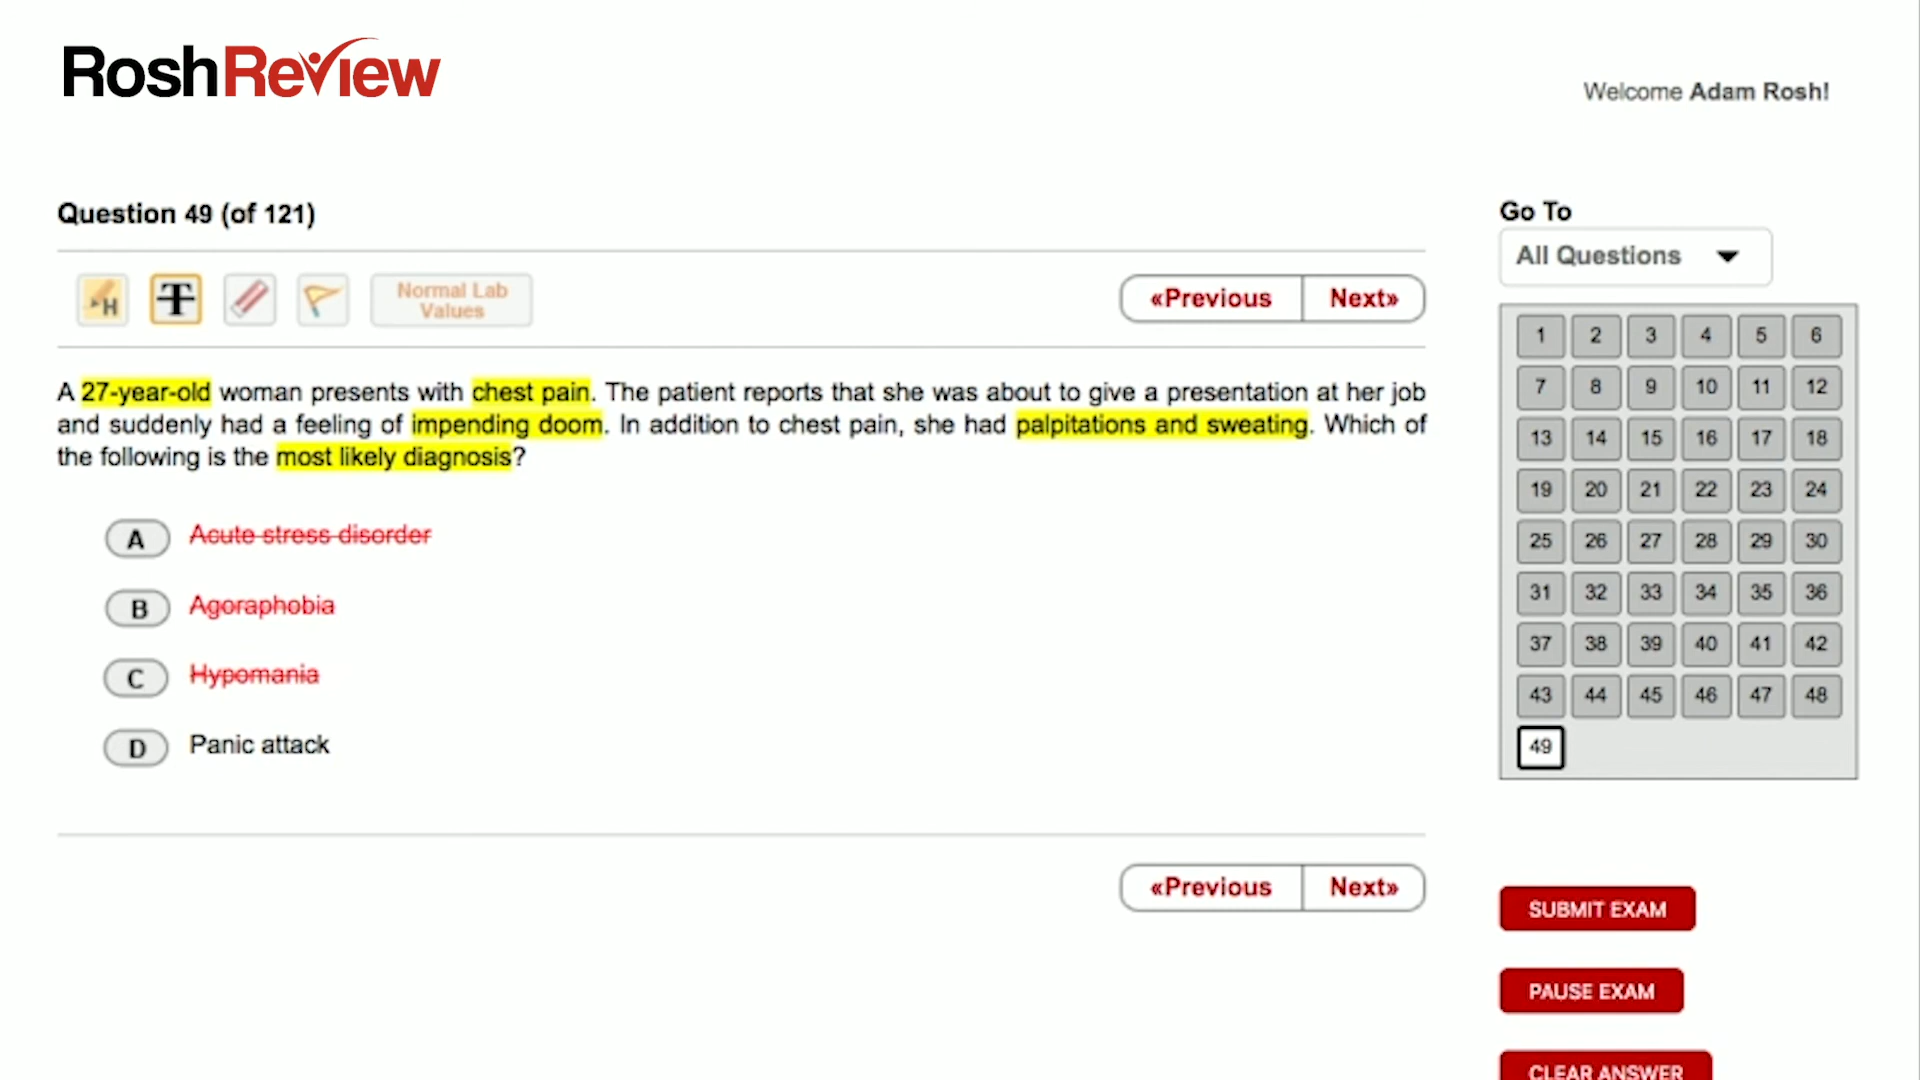 RoshReview
Welcome Adam Rosh!
Question 49 (of 121)
H
T
Normal Lab
Values
«Previous
Next»
A 27-year-old woman presents with chest pain. The patient reports that she was about to give a presentation at her job
and suddenly had a feeling of impending doom. In addition to chest pain, she had palpitations and sweating. Which of
the following is the most likely diagnosis?
A Acute stress disorder
B Agoraphobia
C Hypomania
D Panic attack
«Previous
Next»
Go To
All Questions
1 2 3 4 5 6
7 8 9 10 11 12
13 14 15 16 17 18
19 20 21 22 23 24
25 26 27 28 29 30
31 32 33 34 35 36
37 38 39 40 41 42
43 44 45 46 47 48
49
SUBMIT EXAM
PAUSE EXAM
CLEAR ANSWER